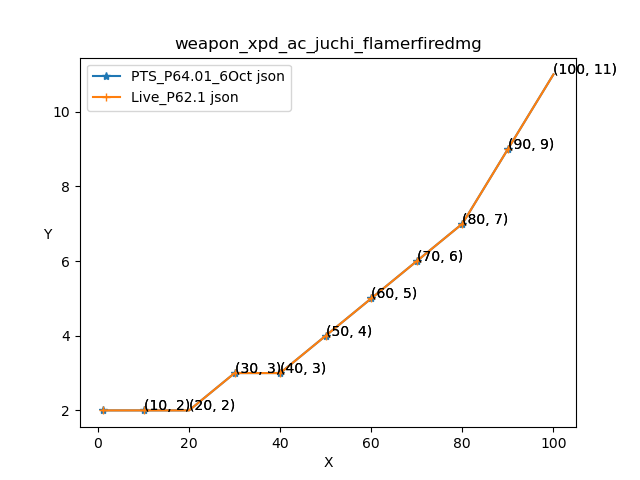 weapon_xpd_ac_juchi_flamerfiredmg
PTS_P64.01_6Oct json
Live_P62.1 json
(100, 11)
10
(90, 9)
8
(80, 7)
Y
(70, 6)
6
(60, 5)
(50, 4)
4
(30, 3) (40, 3)
(10, 2) (20, 2)
2
0 20 40 60 80 100
X